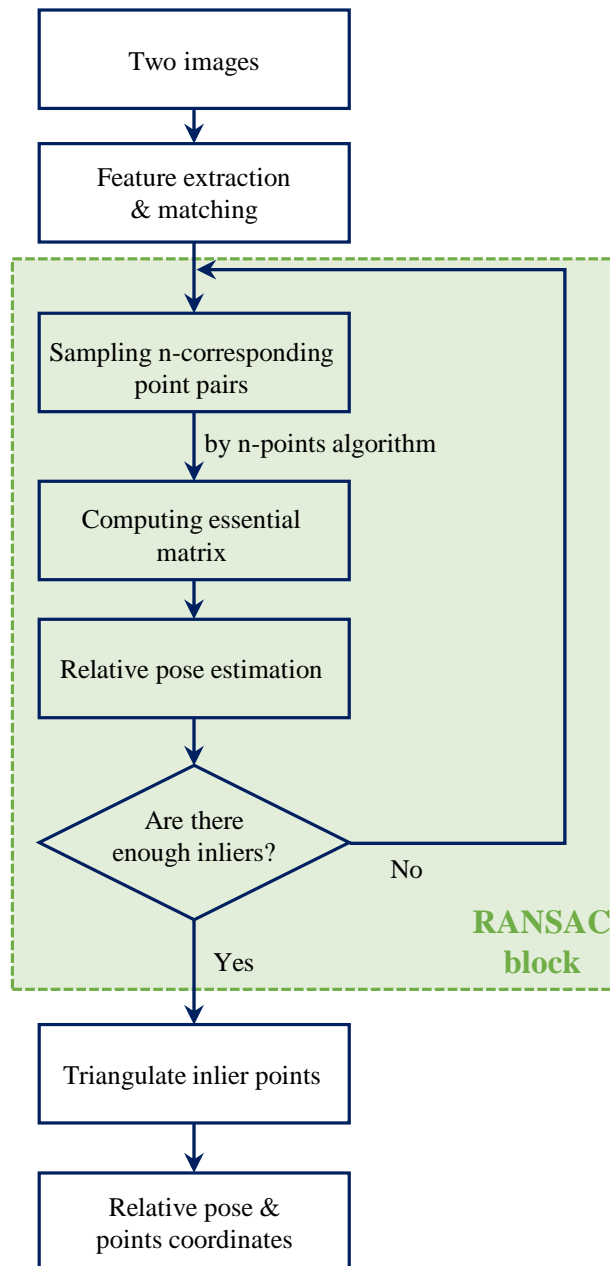 Two images
Feature extraction
& matching
Sampling n-corresponding
point pairs
by n-points algorithm
Computing essential
matrix
Relative pose estimation
Are there
enough inliers?
No
RANSAC
block
Yes
Triangulate inlier points
Relative pose &
points coordinates